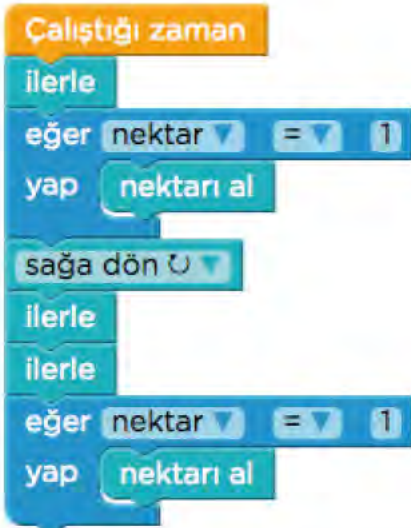 Çalıştığı zaman
ilerle
eğer nektar = 1
yap nektarı al
sağa dön
ilerle
ilerle
eğer nektar = 1
yap nektarı al